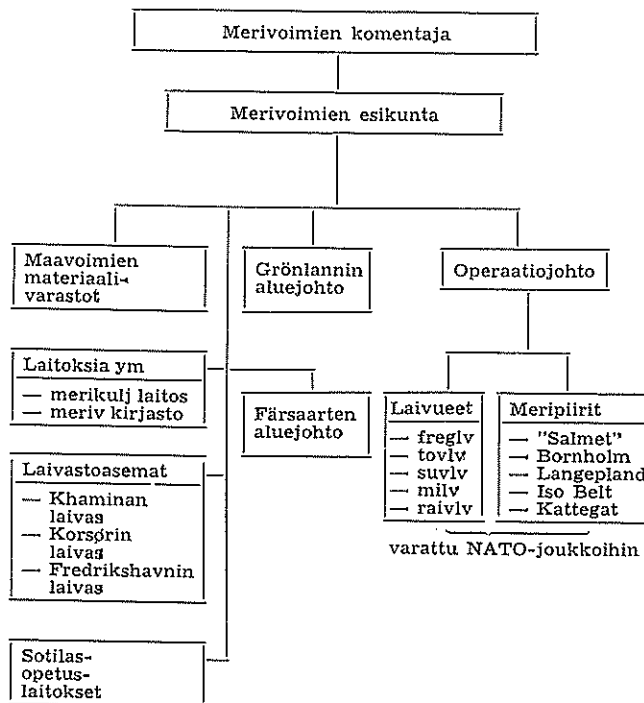 Merivoimien komentaja
Merivoimien esikunta
Maavoimien
materiaali-
varastot
Grönlannin
aluejohto
Operaatiojohto
Laitoksia ym
— merikulj laitos
— meriv kirjasto
Färsaarten
aluejohto
Laivueet
— freglv
— tovlv
— suvlv
— milv
— raivlv
Meripiirit
— "Salmet"
— Bornholm
— Langepland
— Iso Belt
— Kattegat
varattu NATO-joukkoihin
Laivastoasemat
— Khaminan
laivas
— Korsørin
laivas
— Fredrikshavnin
laivas
Sotilas-
opetus-
laitokset